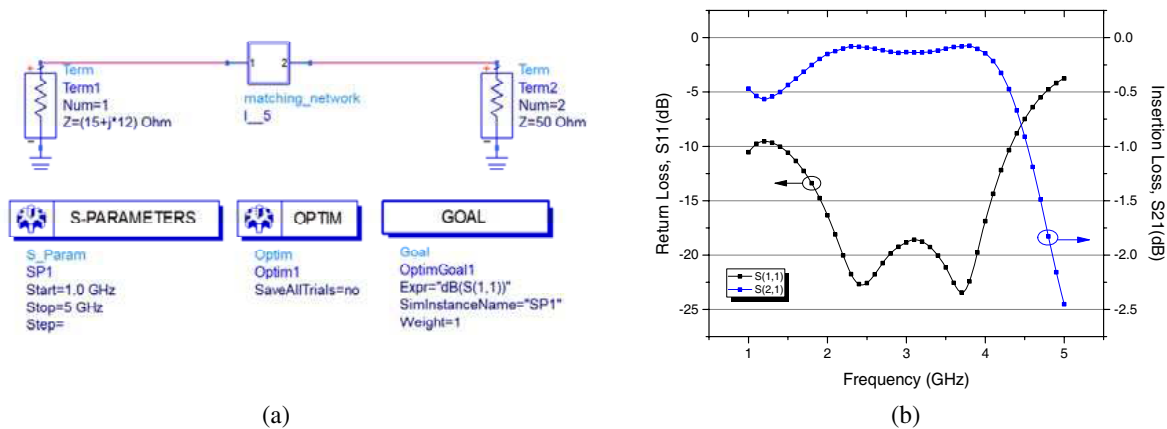 Term
Term1
Num=1
Z=(15+j*12) Ohm
1 2
matching_network
I__5
Term
Term2
Num=2
Z=50 Ohm
S-PARAMETERS
S_Param
SP1
Start=1.0 GHz
Stop=5 GHz
Step=
OPTIM
Optim
Optim1
SaveAllTrials=no
GOAL
Goal
OptimGoal1
Expr="dB(S(1,1))"
SimInstanceName="SP1"
Weight=1
(a)
Return Loss, S11(dB)
0
-5
-10
-15
-20
-25
S(1,1)
S(2,1)
1 2 3 4 5
Frequency (GHz)
0.0
-0.5
-1.0
-1.5
-2.0
-2.5
Insertion Loss, S21(dB)
(b)